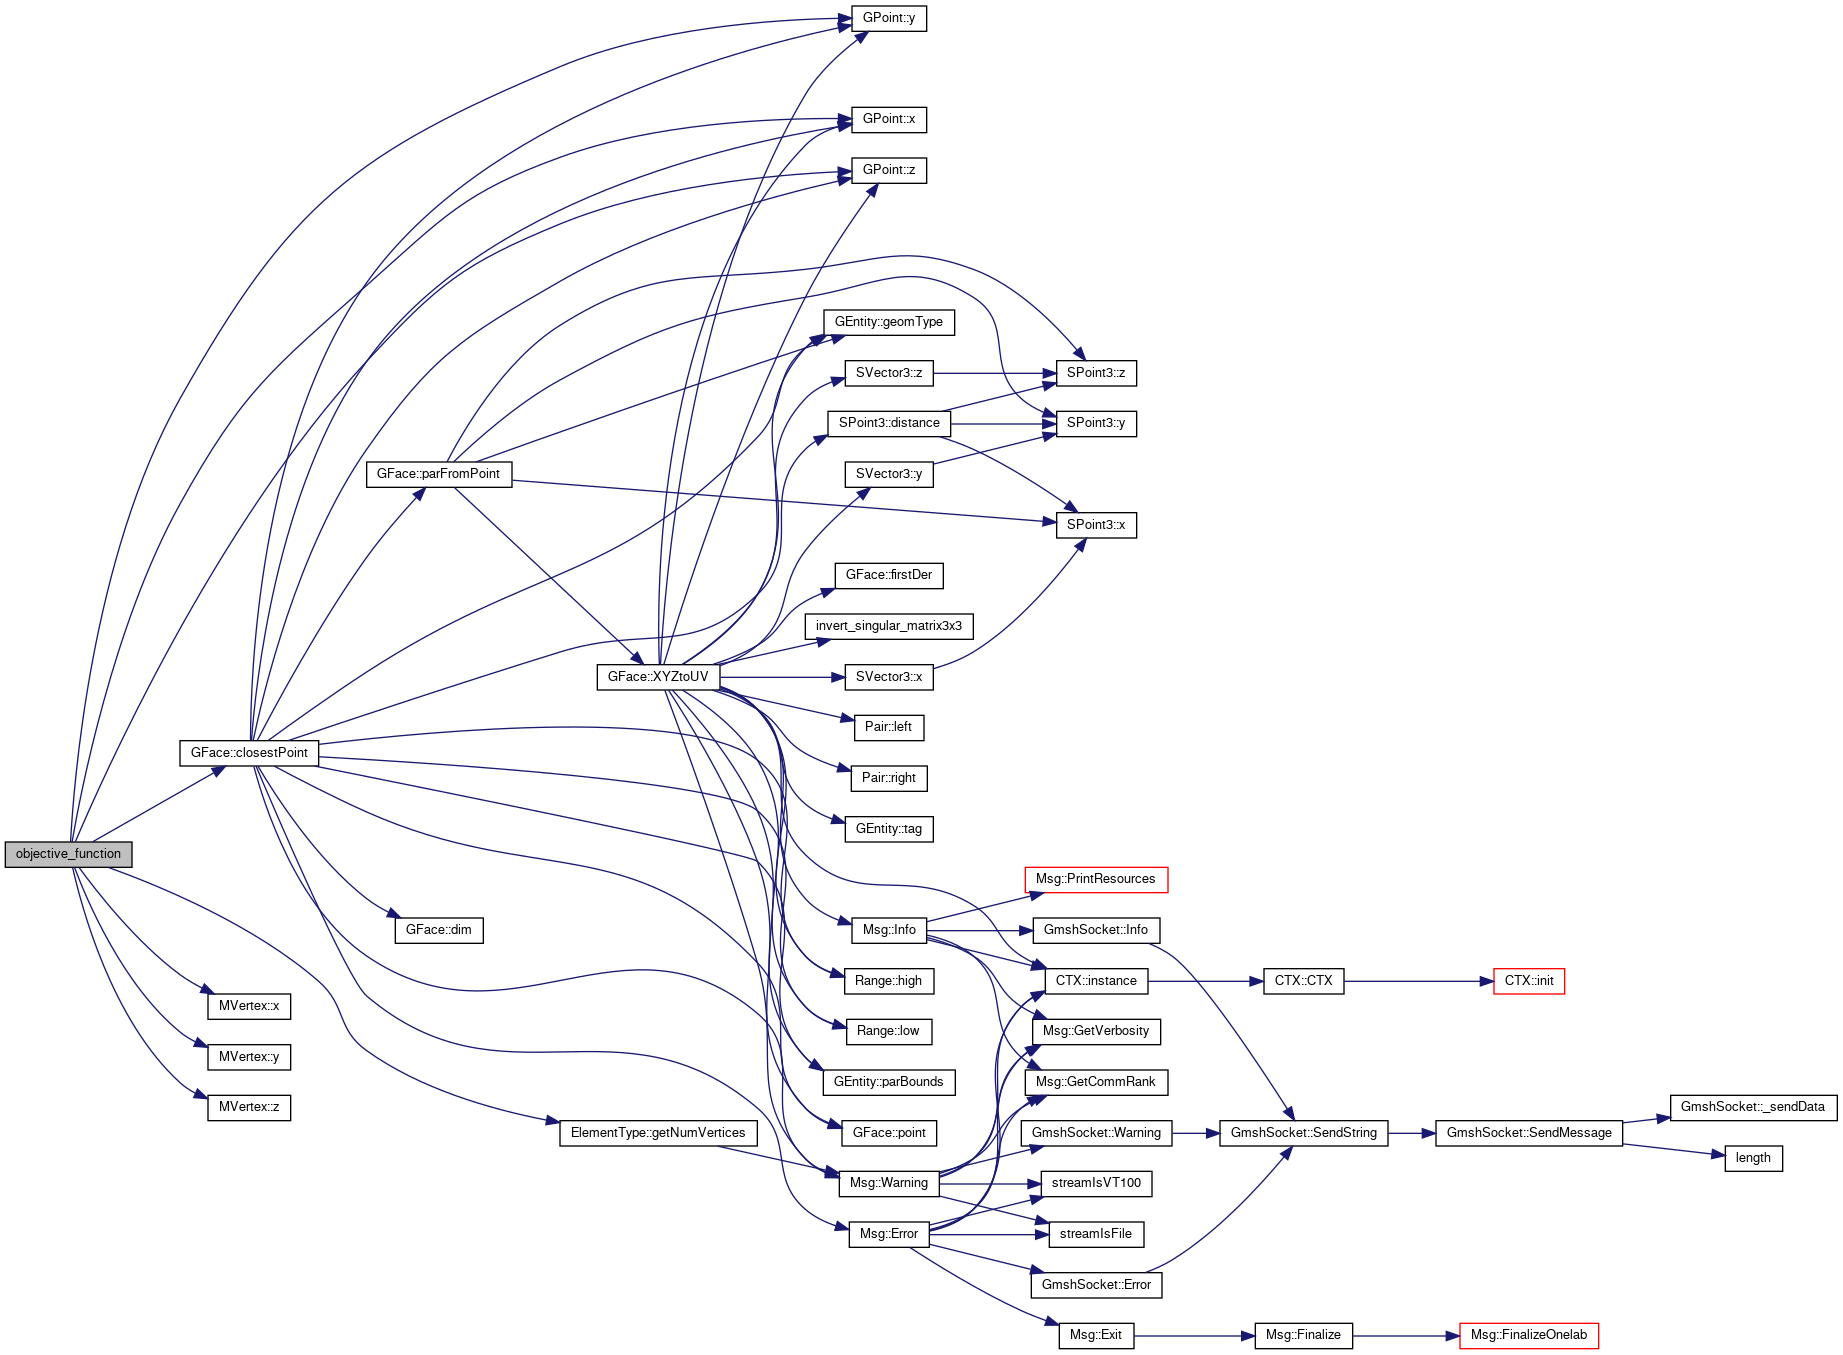 GPoint::y
GPoint::x
GPoint::z
GEntity::geomType
SVector3::z
SPoint3::z
SPoint3::distance
SPoint3::y
GFace::parFromPoint
SVector3::y
SPoint3::x
GFace::firstDer
invert_singular_matrix3x3
GFace::XYZtoUV
SVector3::x
Pair::left
GFace::closestPoint
Pair::right
GEntity::tag
objective_function
Msg::PrintResources
GFace::dim
Msg::Info
GmshSocket::Info
Range::high
CTX::instance
CTX::CTX
CTX::init
MVertex::x
Range::low
Msg::GetVerbosity
MVertex::y
GEntity::parBounds
Msg::GetCommRank
MVertex::z
GmshSocket::_sendData
ElementType::getNumVertices
GFace::point
GmshSocket::Warning
GmshSocket::SendString
GmshSocket::SendMessage
length
Msg::Warning
streamIsVT100
Msg::Error
streamIsFile
GmshSocket::Error
Msg::Exit
Msg::Finalize
Msg::FinalizeOnelab